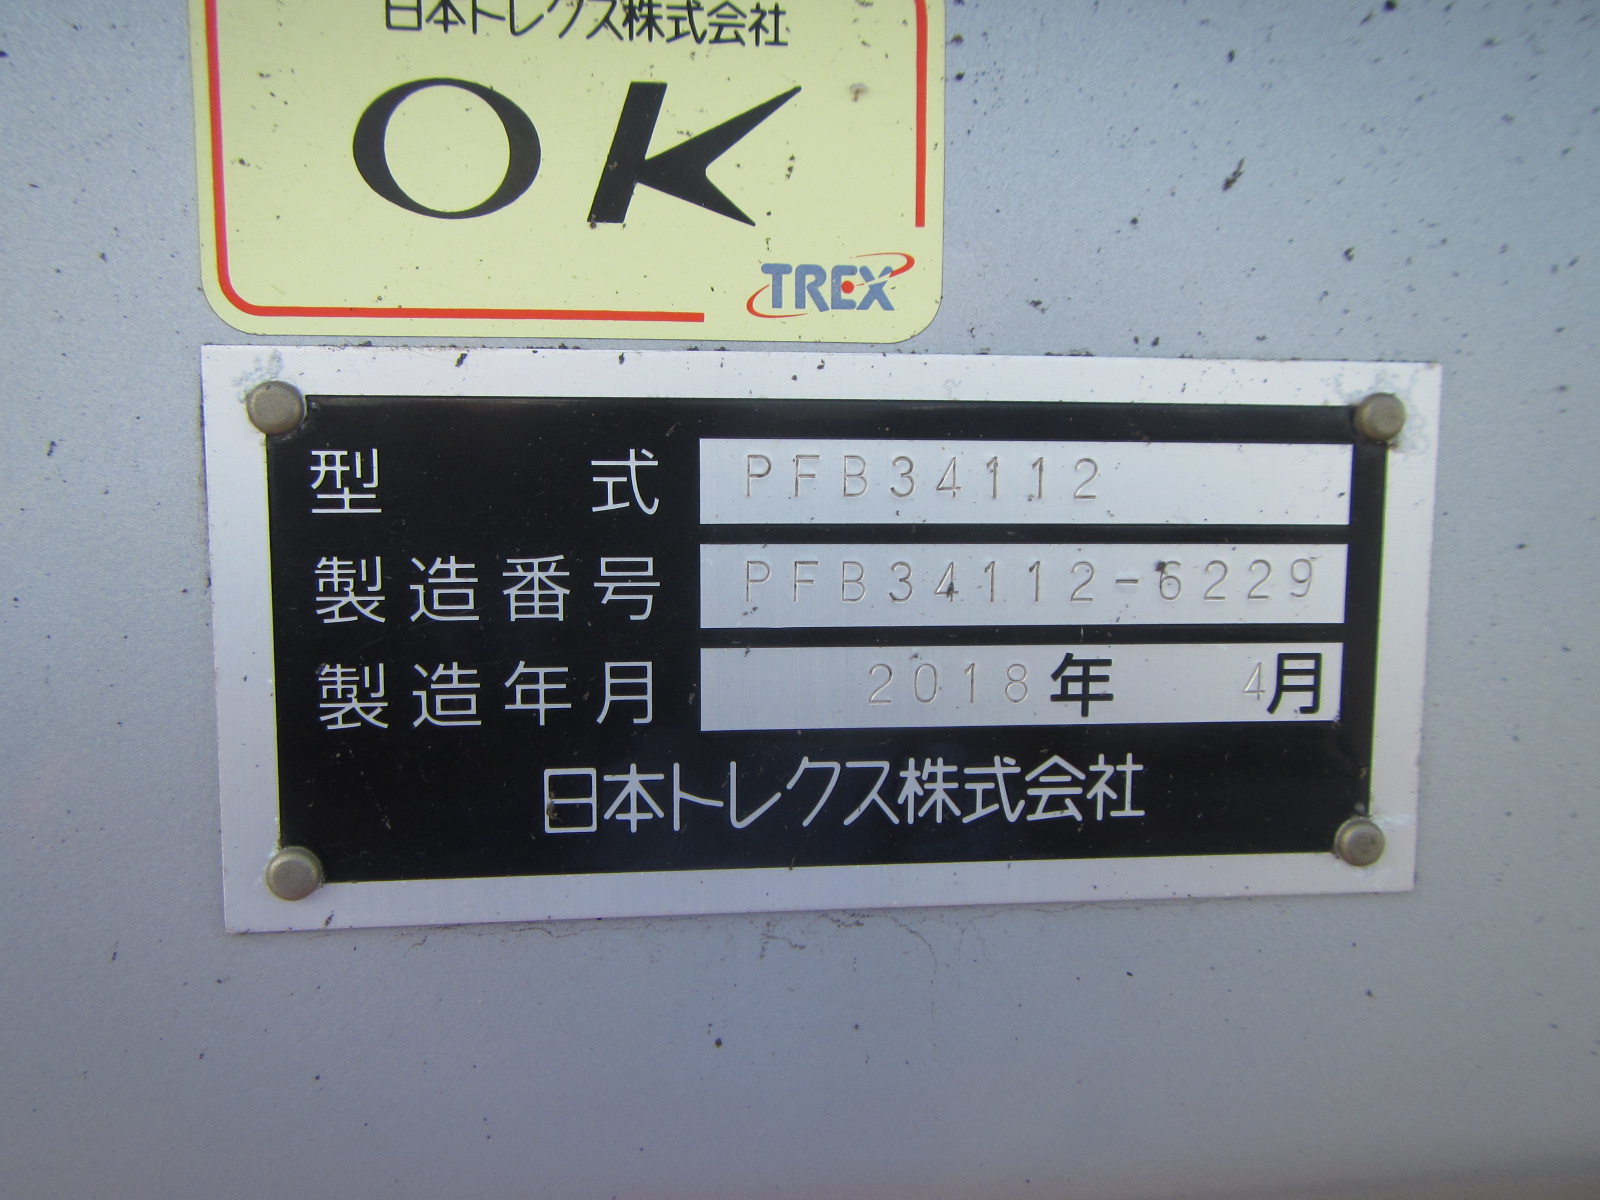 日本トレクス株式会社
OK
TREX
型式 PFB34112
製造番号 PFB34112-6229
製造年月 2018年 4月
日本トレクス株式会社